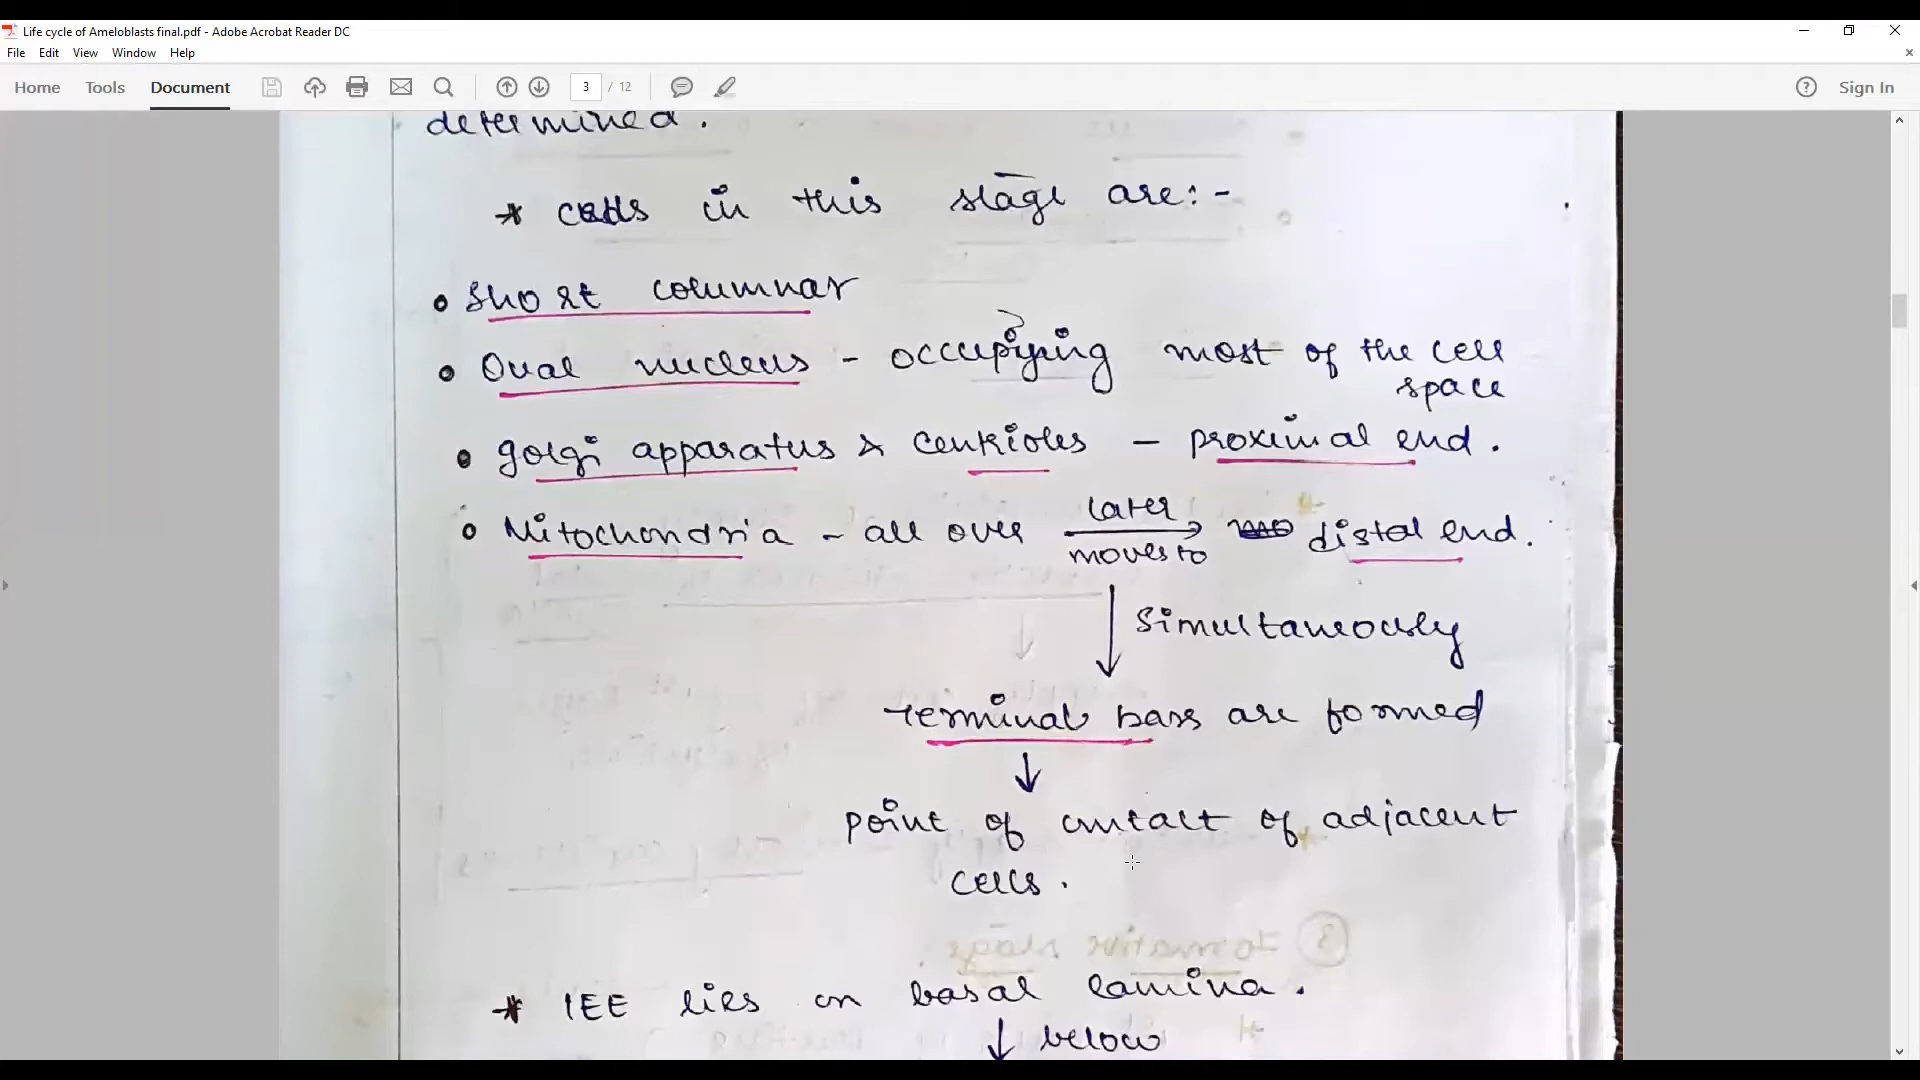 Life cycle of Ameloblasts final.pdf - Adobe Acrobat Reader DC
File Edit View Window Help
Home Tools Document 3 / 12 Sign In
determined.
* cells in this stage are:-
• Short columnar
• Oval nucleus - occupying most of the cell
space
• golgi apparatus & centrioles - proximal end.
• Mitochondria - all over later moves to distal end.
↓ Simultaneously
terminal bars are formed
↓
point of contact of adjacent
cells.
* IEE lies on basal lamina.
↓ below